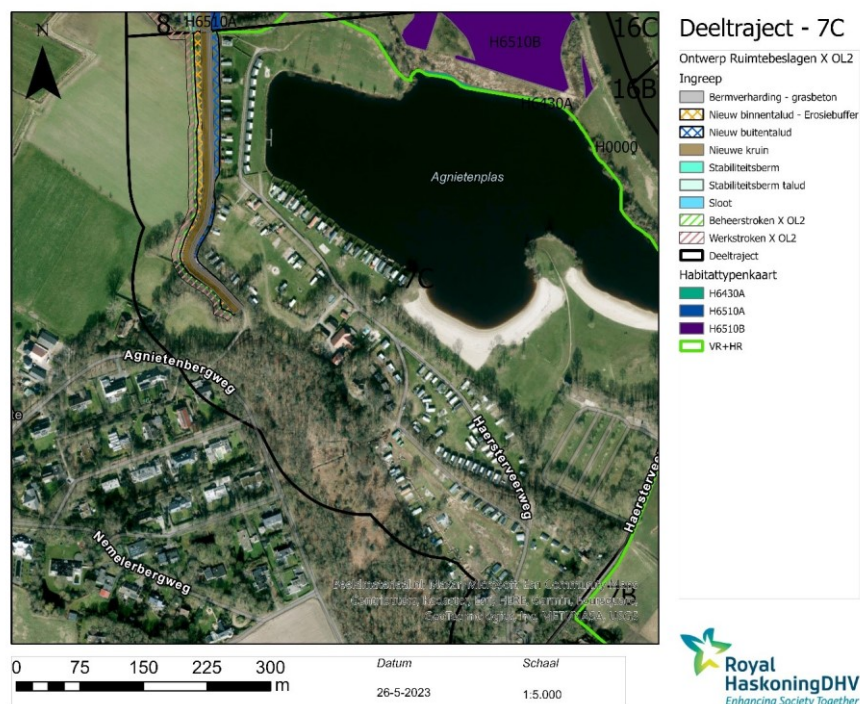 Deeltraject - 7C
Ontwerp Ruimtebeslagen X OL2
Ingreep
Bermverharding - grasbeton
Nieuw binnentalud - Erosiebuffer
Nieuw buitentalud
Nieuwe kruin
Stabiliteitsberm
Stabiliteitsberm talud
Sloot
Beheerstroken X OL2
Werkstroken X OL2
Deeltraject
Habitattypenkaart
H6430A
H6510A
H6510B
VR+HR
N
8
H6510A
H6510B
16C
16B
H6430A
H0000
Agnietenplas
7C
Agnietenbergweg
Haersterveerweg
Nemelerbergweg
0 75 150 225 300
m
Datum
26-5-2023
Schaal
1:5.000
Royal
HaskoningDHV
Enhancing Society Together